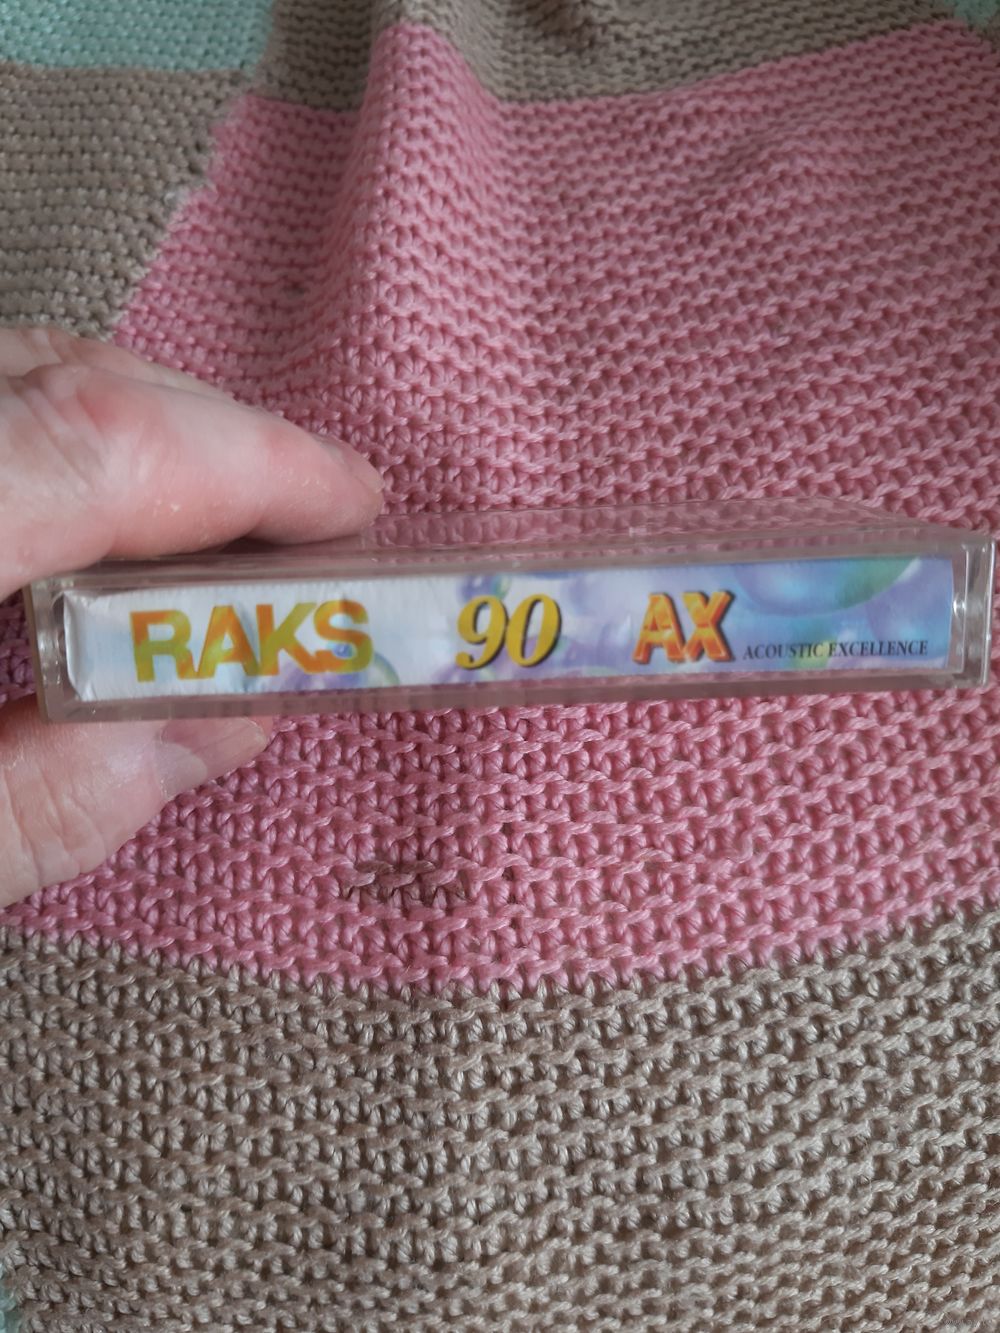 RAKS 90 AX ACOUSTIC EXCELLENCE